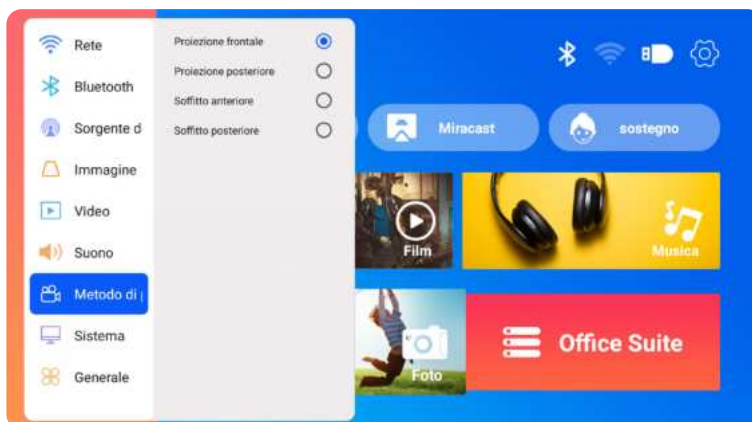 Rete
Bluetooth
Sorgente d
Immagine
Video
Suono
Metodo di
Sistema
Generale
Proiezione frontale
Proiezione posteriore
Soffitto anteriore
Soffitto posteriore
Miracast
sostegno
Film
Musica
Foto
Office Suite